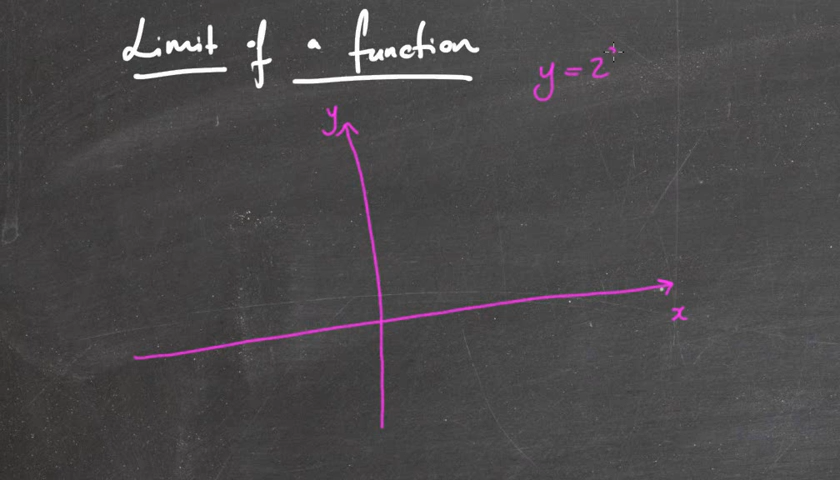 Limit of a function
y = 2
y
x